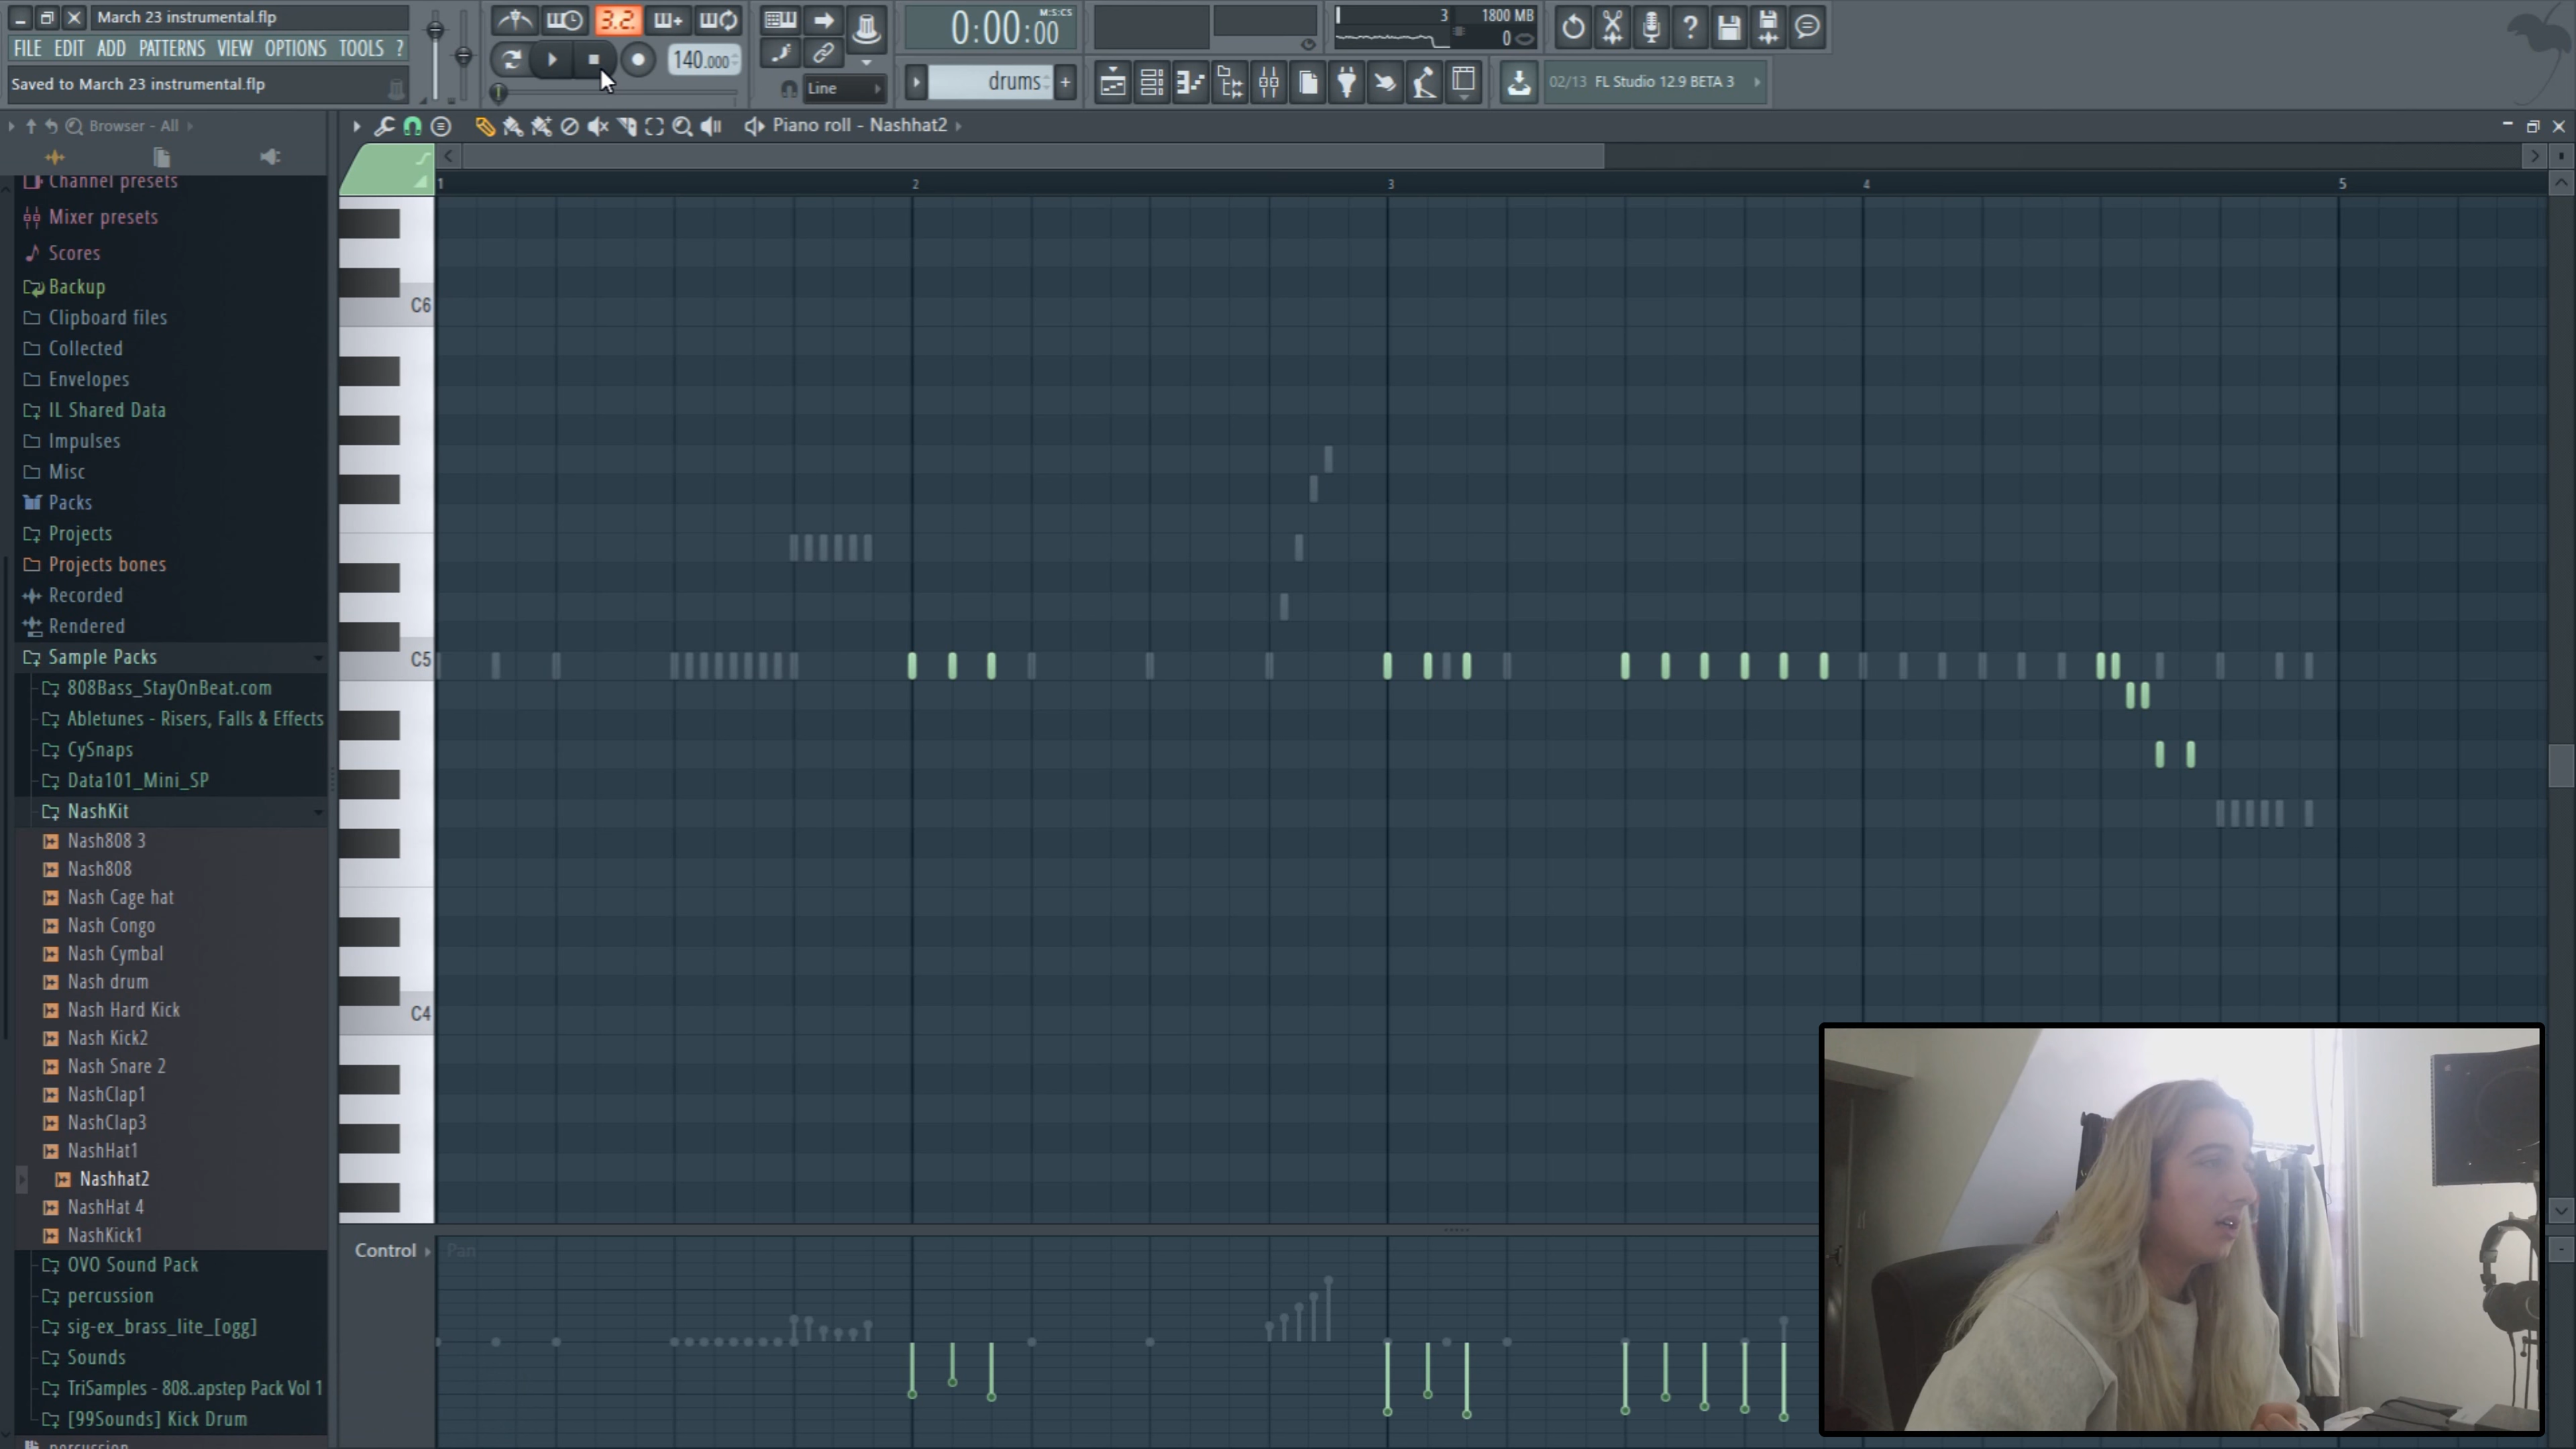 March 23 instrumental.flp
FILE EDIT ADD PATTERNS VIEW OPTIONS TOOLS ?
Saved to March 23 instrumental.flp
3.2.
140.000
Line
0:00:00
M:S:CS
3
1800 MB
0
drums
02/13 FL Studio 12.9 BETA 3
Browser - All
Piano roll - Nashhat2
1 2 3 4 5
Channel presets
Mixer presets
Scores
Backup
Clipboard files
Collected
Envelopes
IL Shared Data
Impulses
Misc
Packs
Projects
Projects bones
Recorded
Rendered
Sample Packs
808Bass_StayOnBeat.com
Abletunes - Risers, Falls & Effects
CySnaps
Data101_Mini_SP
NashKit
Nash808 3
Nash808
Nash Cage hat
Nash Congo
Nash Cymbal
Nash drum
Nash Hard Kick
Nash Kick2
Nash Snare 2
NashClap1
NashClap3
NashHat1
Nashhat2
NashHat 4
NashKick1
OVO Sound Pack
percussion
sig-ex_brass_lite_[ogg]
Sounds
TriSamples - 808..apstep Pack Vol 1
[99Sounds] Kick Drum
percussion
C6
C5
C4
Control
Pan